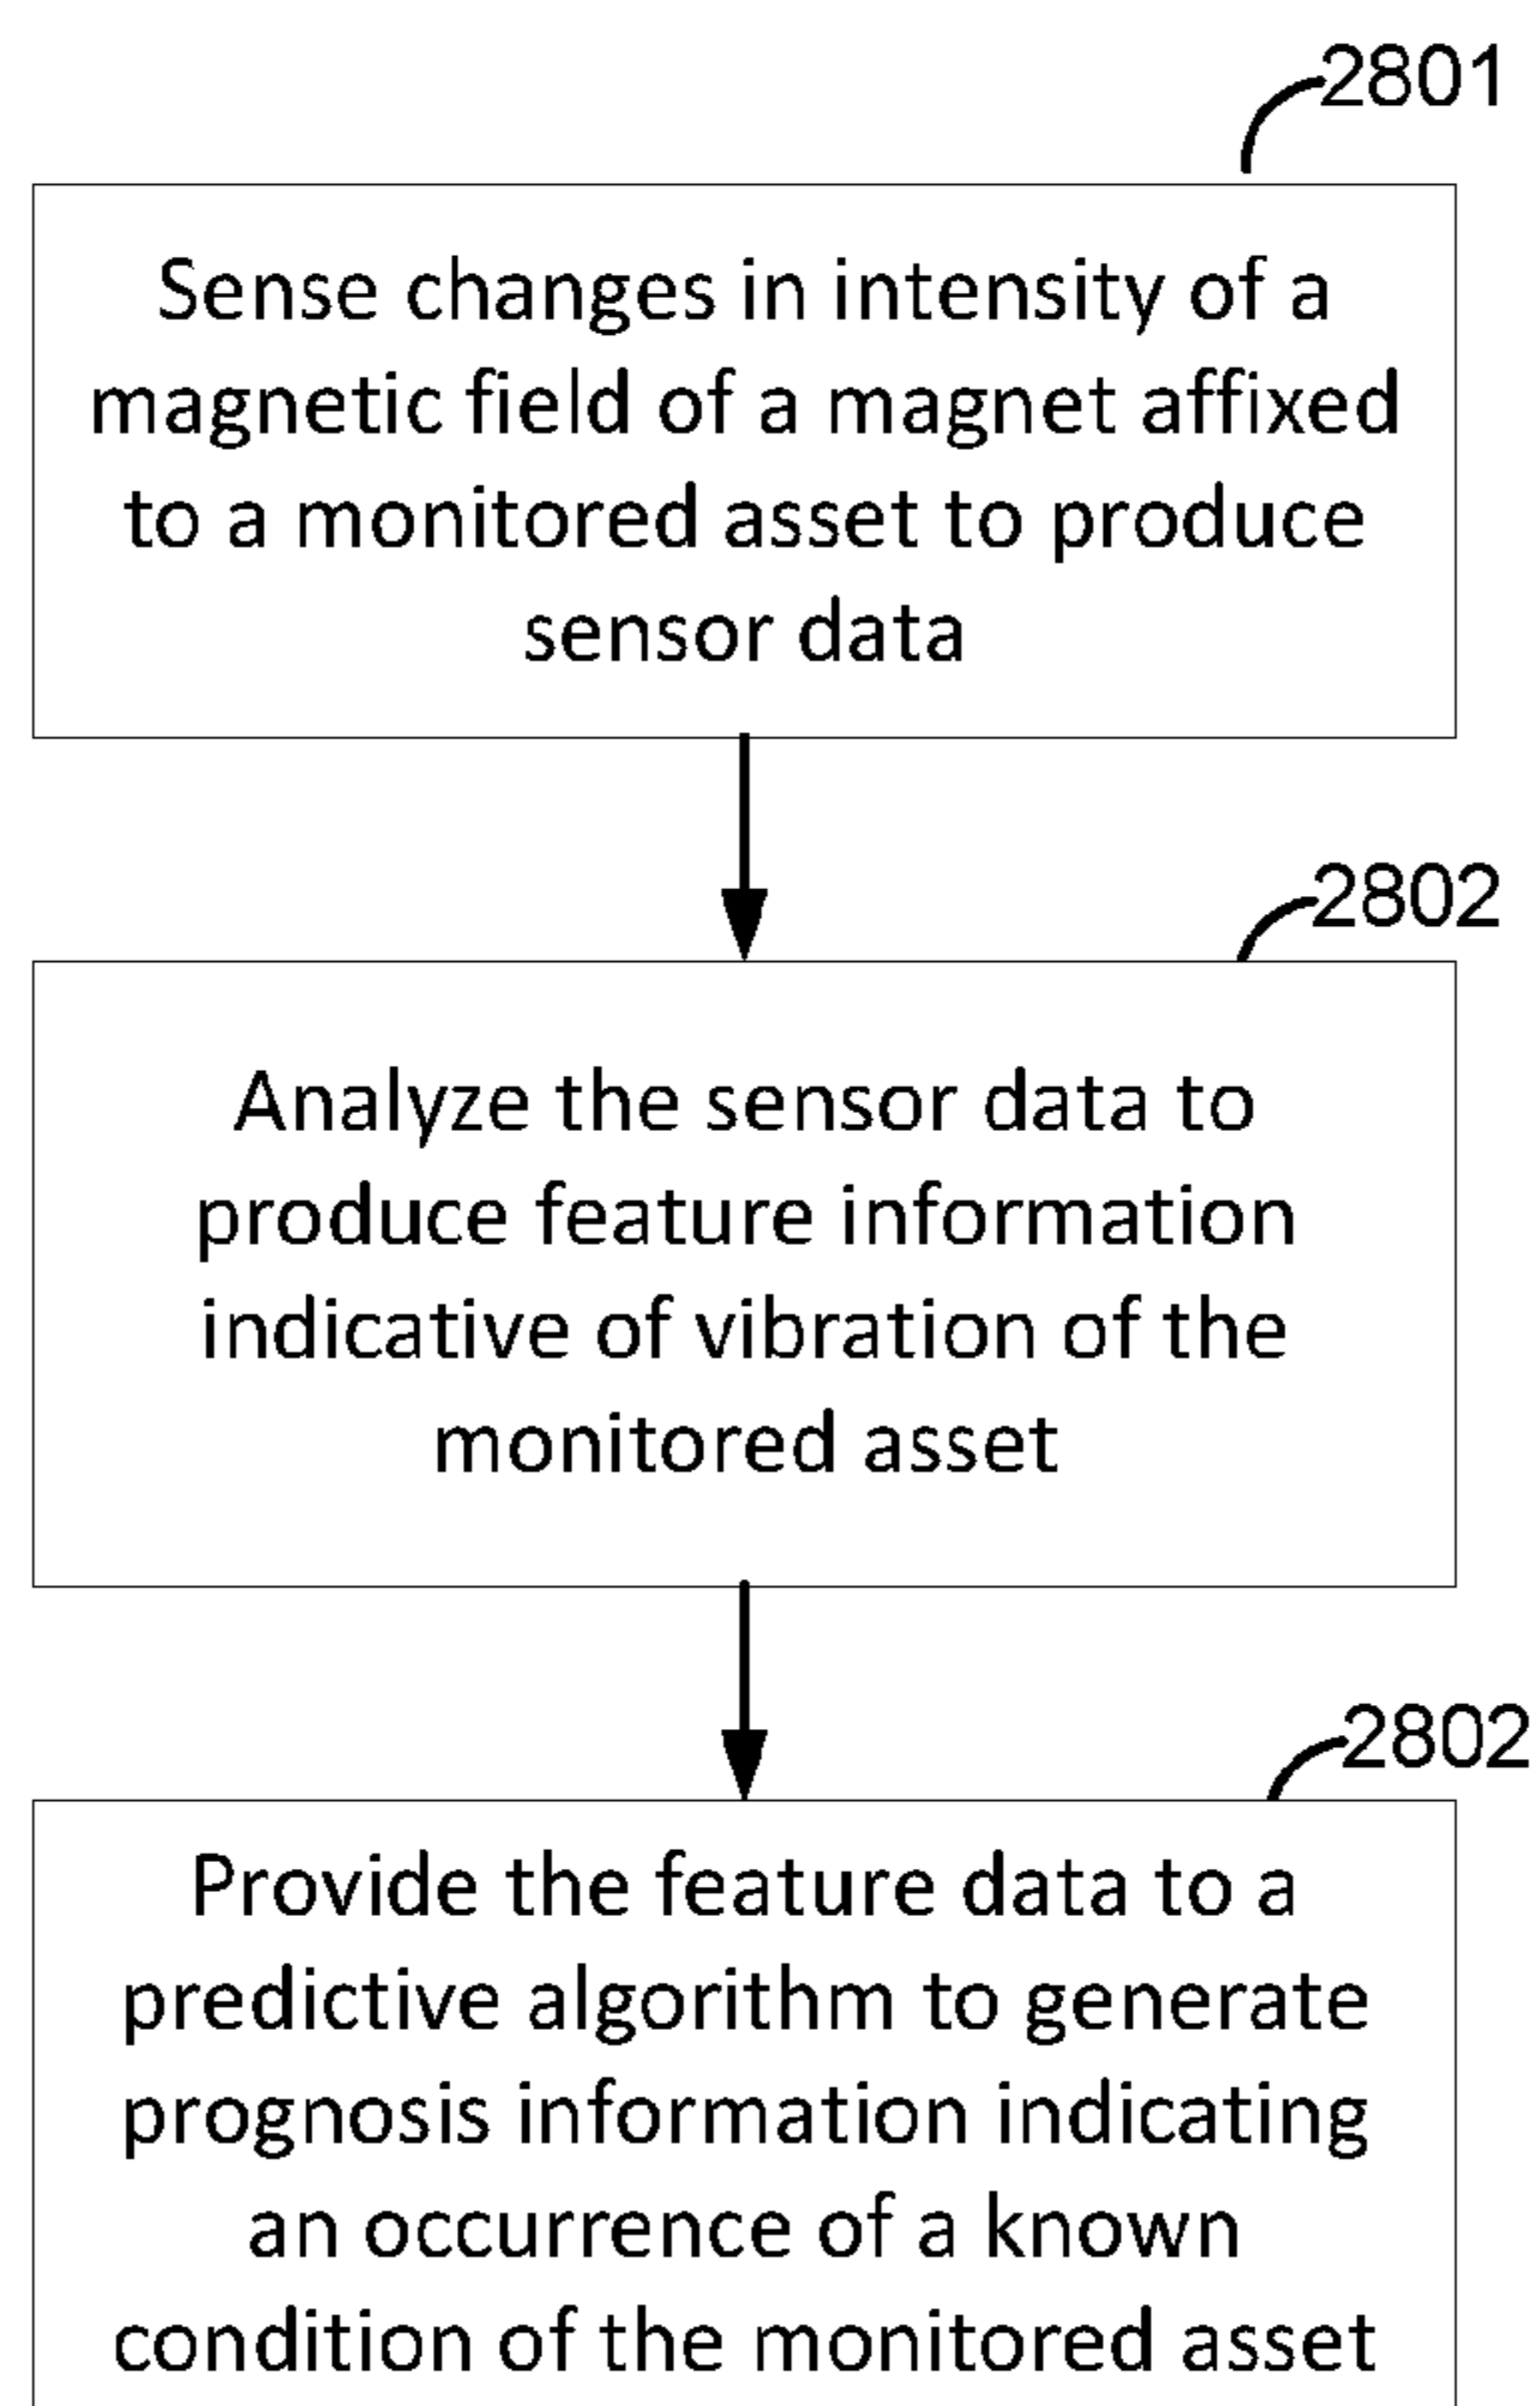 2801
Sense changes in intensity of a
magnetic field of a magnet affixed
to a monitored asset to produce
sensor data
2802
Analyze the sensor data to
produce feature information
indicative of vibration of the
monitored asset
2802
Provide the feature data to a
predictive algorithm to generate
prognosis information indicating
an occurrence of a known
condition of the monitored asset